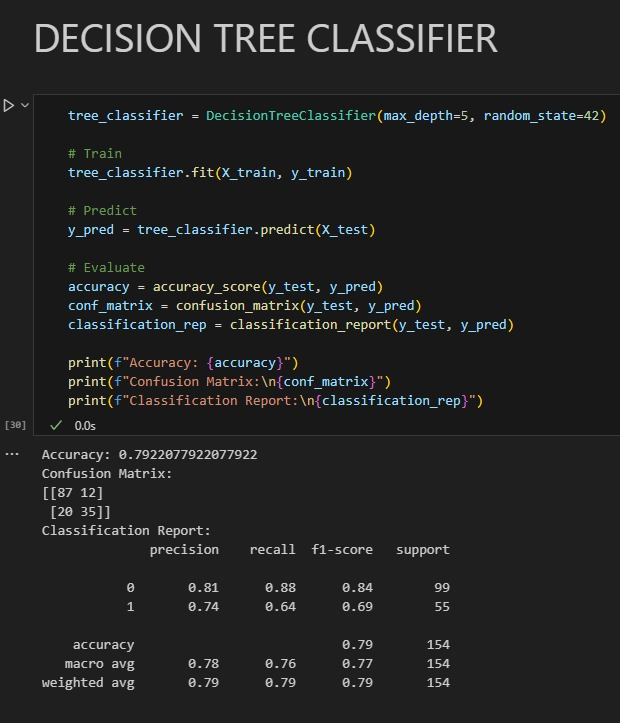 DECISION TREE CLASSIFIER
tree_classifier = DecisionTreeClassifier(max_depth=5, random_state=42)
# Train
tree_classifier.fit(X_train, y_train)
# Predict
y_pred = tree_classifier.predict(X_test)
# Evaluate
accuracy = accuracy_score(y_test, y_pred)
conf_matrix = confusion_matrix(y_test, y_pred)
classification_rep = classification_report(y_test, y_pred)
print(f"Accuracy: {accuracy}")
print(f"Confusion Matrix:\n{conf_matrix}")
print(f"Classification Report:\n{classification_rep}")
[30] 0.0s
Accuracy: 0.7922077922077922
Confusion Matrix:
[[87 12]
[20 35]]
Classification Report:
precision recall f1-score support
0 0.81 0.88 0.84 99
1 0.74 0.64 0.69 55
accuracy 0.79 154
macro avg 0.78 0.76 0.77 154
weighted avg 0.79 0.79 0.79 154